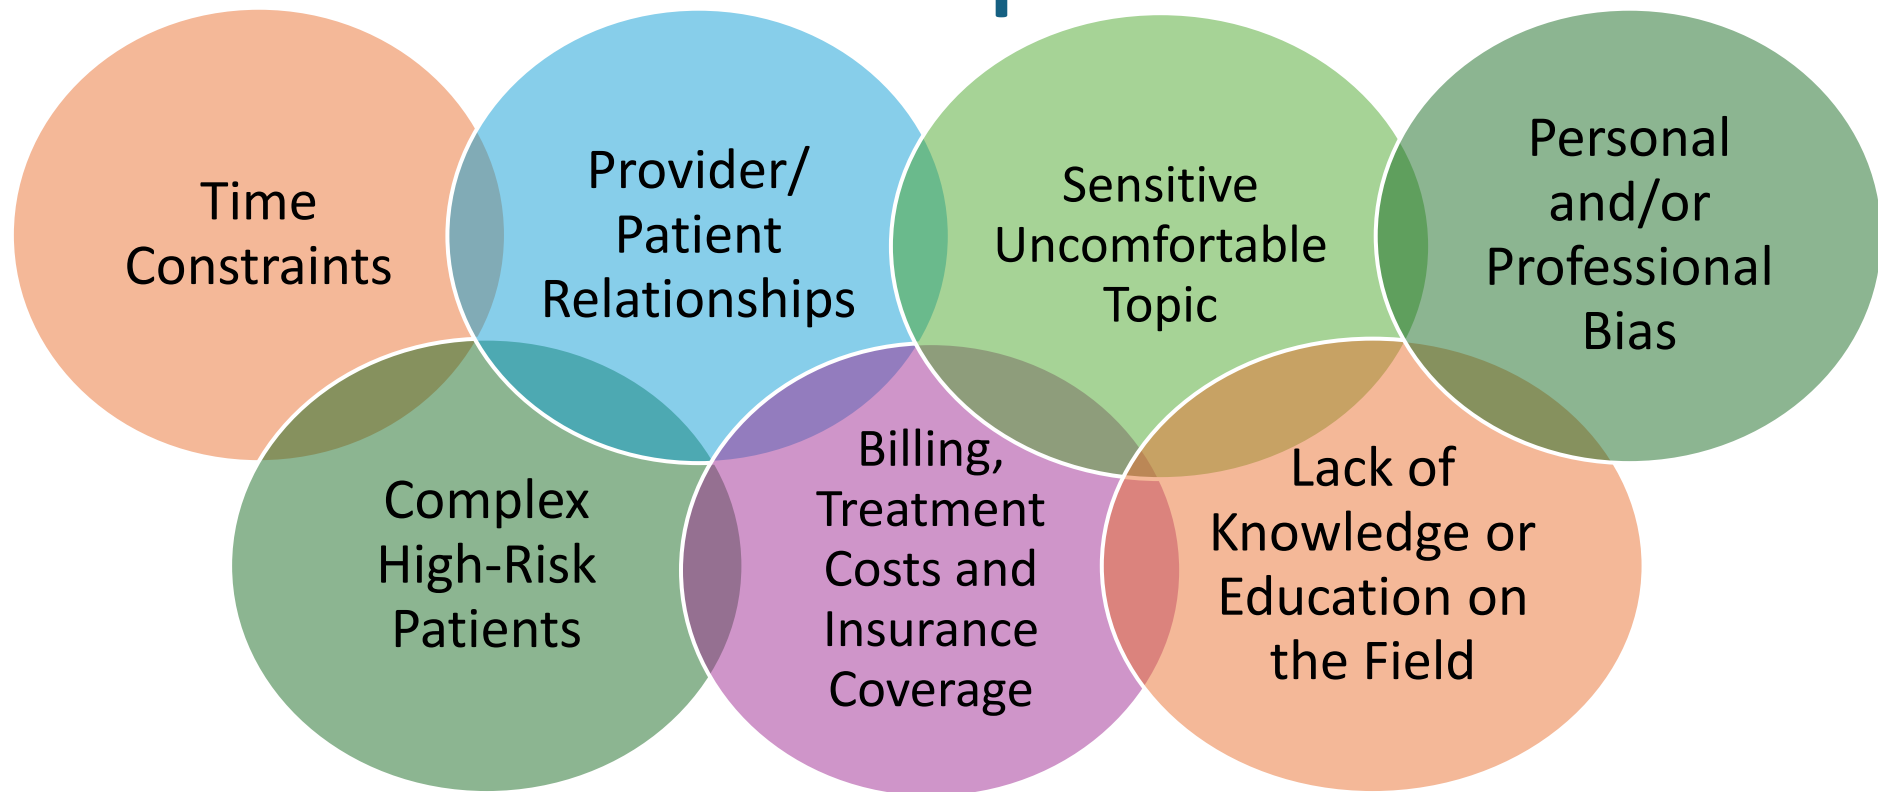 Time
Constraints
Provider/
Patient
Relationships
Sensitive
Uncomfortable
Topic
Personal
and/or
Professional
Bias
Complex
High-Risk
Patients
Billing,
Treatment
Costs and
Insurance
Coverage
Lack of
Knowledge or
Education on
the Field